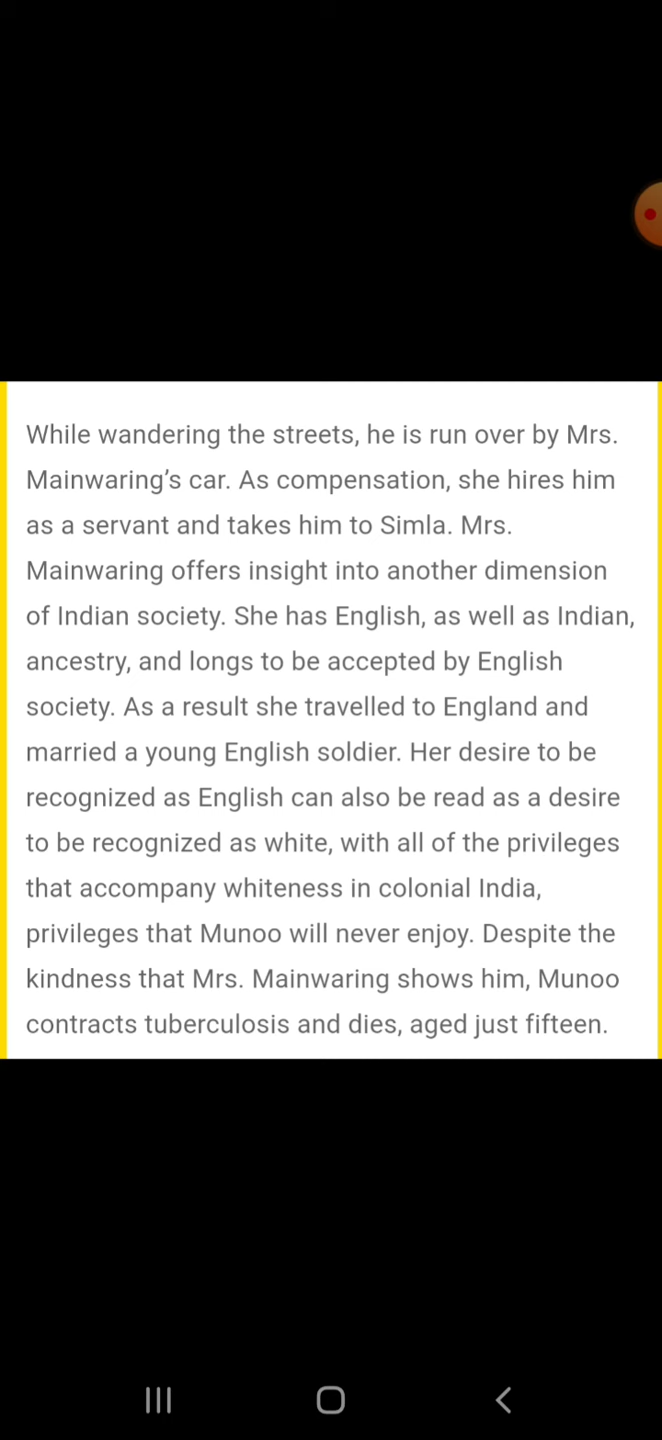 While wandering the streets, he is run over by Mrs.
Mainwaring’s car. As compensation, she hires him
as a servant and takes him to Simla. Mrs.
Mainwaring offers insight into another dimension
of Indian society. She has English, as well as Indian,
ancestry, and longs to be accepted by English
society. As a result she travelled to England and
married a young English soldier. Her desire to be
recognized as English can also be read as a desire
to be recognized as white, with all of the privileges
that accompany whiteness in colonial India,
privileges that Munoo will never enjoy. Despite the
kindness that Mrs. Mainwaring shows him, Munoo
contracts tuberculosis and dies, aged just fifteen.